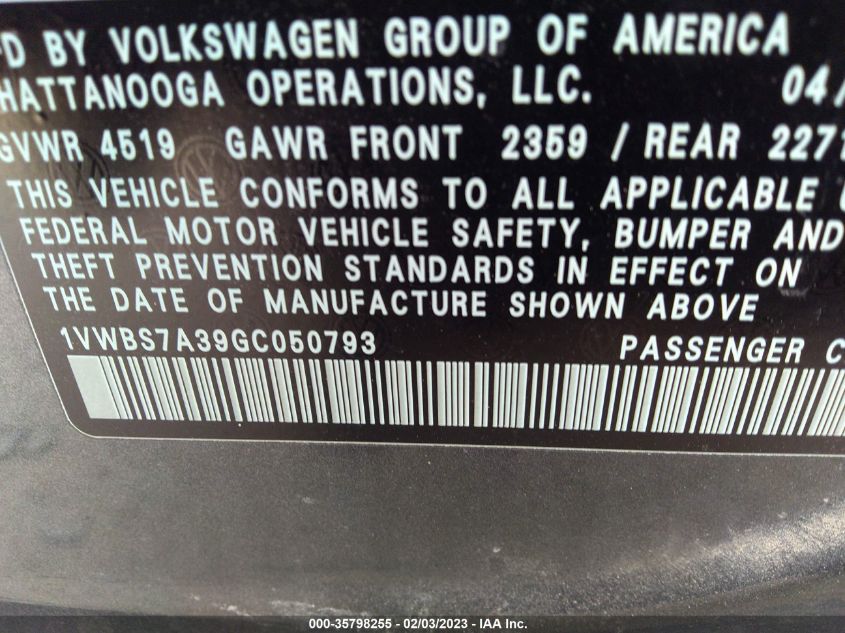 D BY VOLKSWAGEN GROUP OF AMERICA
HATTANOOGA OPERATIONS, LLC. 04/
GVWR 4519 GAWR FRONT 2359 / REAR 2271
THIS VEHICLE CONFORMS TO ALL APPLICABLE
FEDERAL MOTOR VEHICLE SAFETY, BUMPER AND
THEFT PREVENTION STANDARDS IN EFFECT ON
THE DATE OF MANUFACTURE SHOWN ABOVE
1VWBS7A39GC050793 PASSENGER C
000-35798255 - 02/03/2023 - IAA Inc.